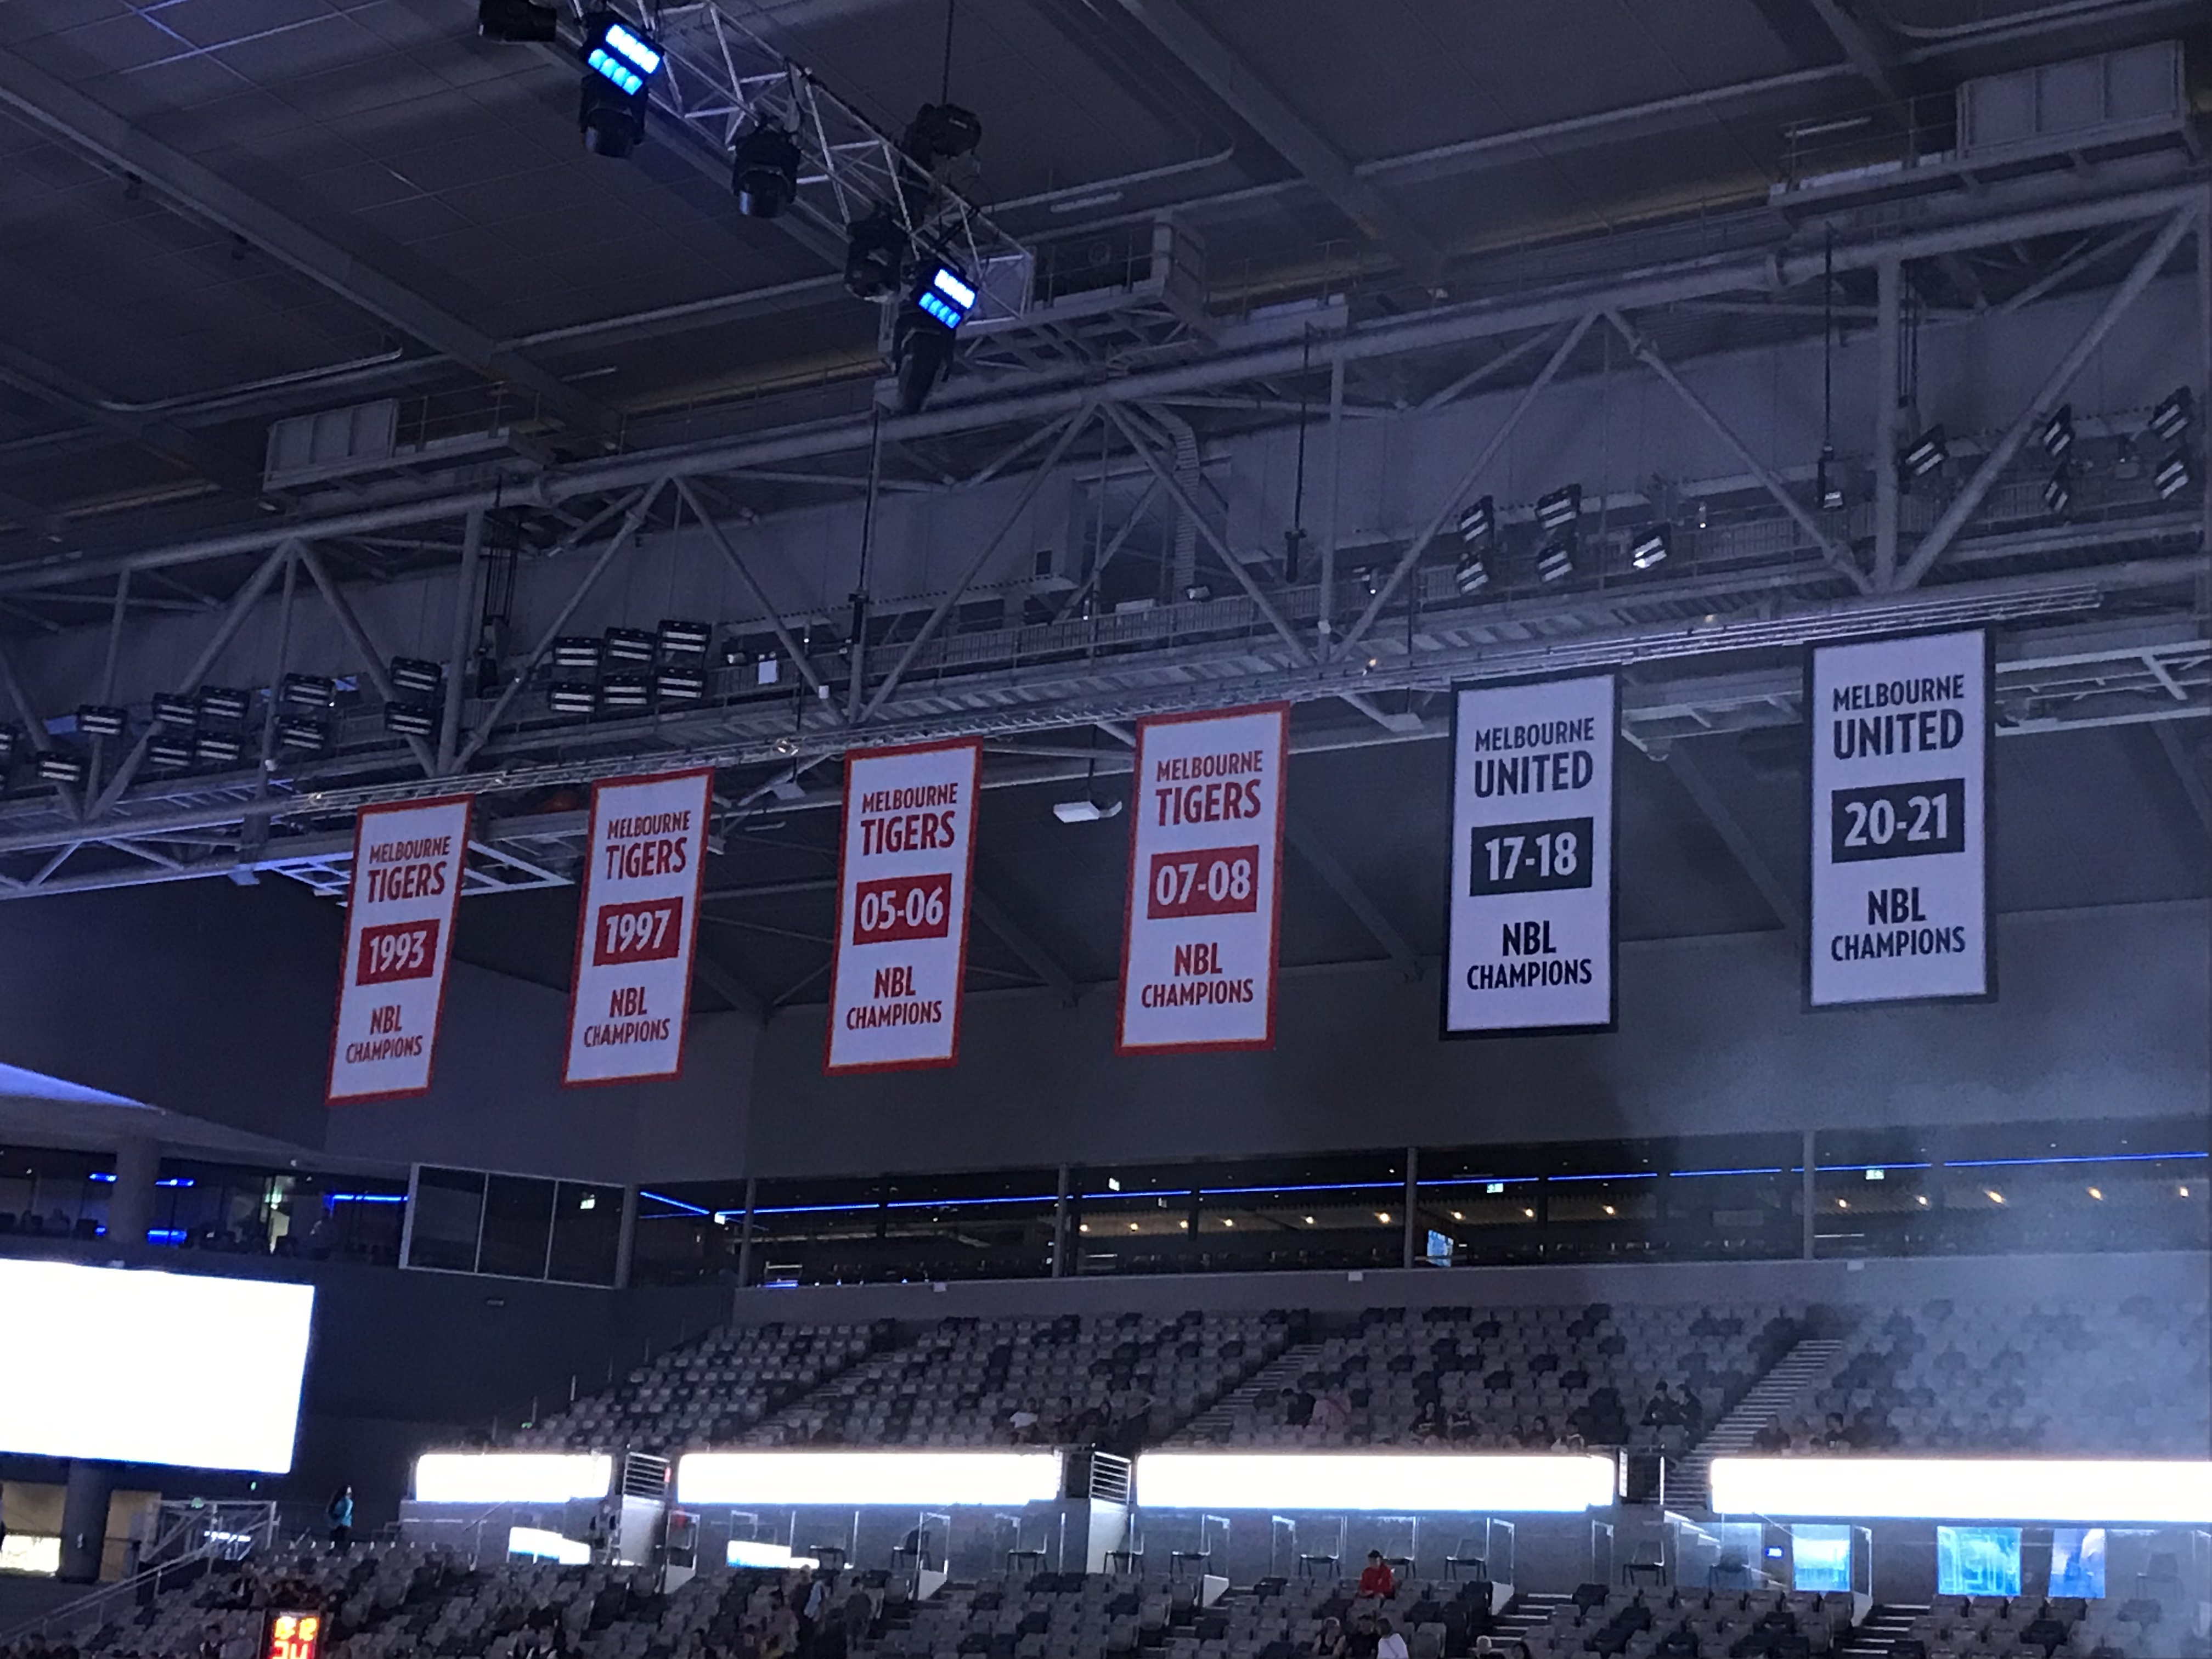 MELBOURNE
TIGERS
1993
NBL
CHAMPIONS
MELBOURNE
TIGERS
1997
NBL
CHAMPIONS
MELBOURNE
TIGERS
05-06
NBL
CHAMPIONS
MELBOURNE
TIGERS
07-08
NBL
CHAMPIONS
MELBOURNE
UNITED
17-18
NBL
CHAMPIONS
MELBOURNE
UNITED
20-21
NBL
CHAMPIONS